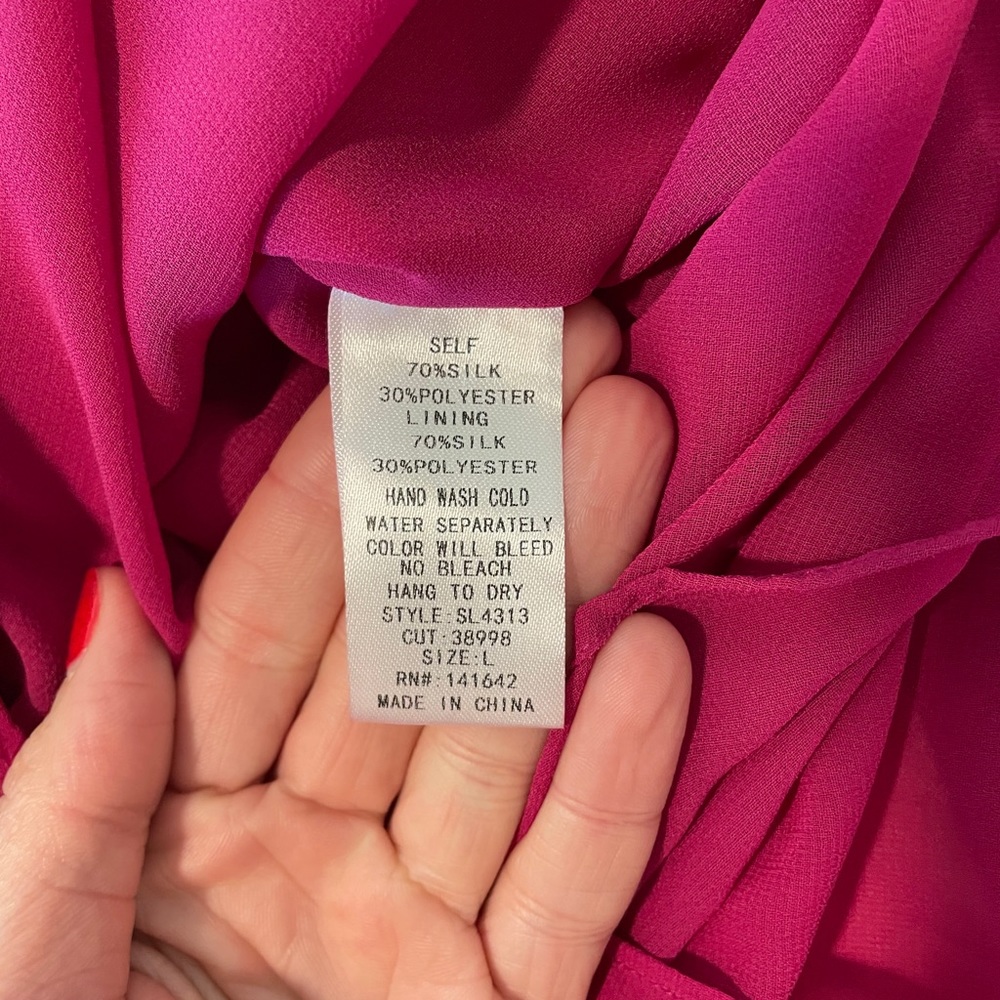 SELF
70%SILK
30%POLYESTER
LINING
70%SILK
30%POLYESTER
HAND WASH COLD
WATER SEPARATELY
COLOR WILL BLEED
NO BLEACH
HANG TO DRY
STYLE:SL4313
CUT:38998
SIZE:L
RN#:141642
MADE IN CHINA